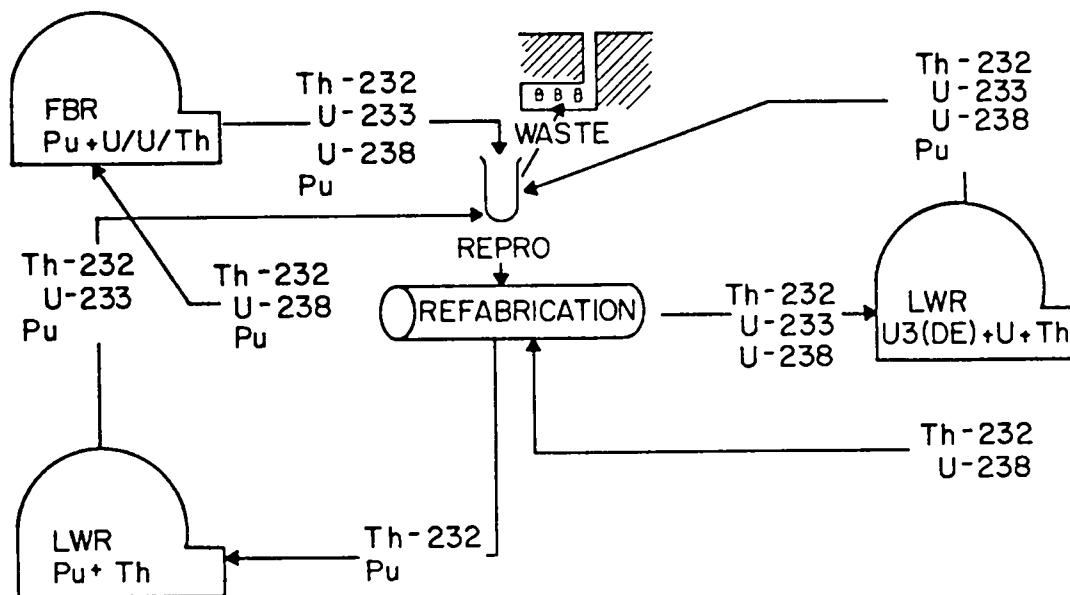 FBR
Pu+U/U/Th
Th-232
U-233
U-238
Pu
WASTE
Th-232
U-233
U-238
Pu
REPRO
Th-232
U-233
Pu
Th-232
U-238
Pu
REFABRICATION
Th-232
U-233
U-238
LWR
U3(DE)+U+Th
Th-232
U-238
LWR
Pu+ Th
Th-232
Pu